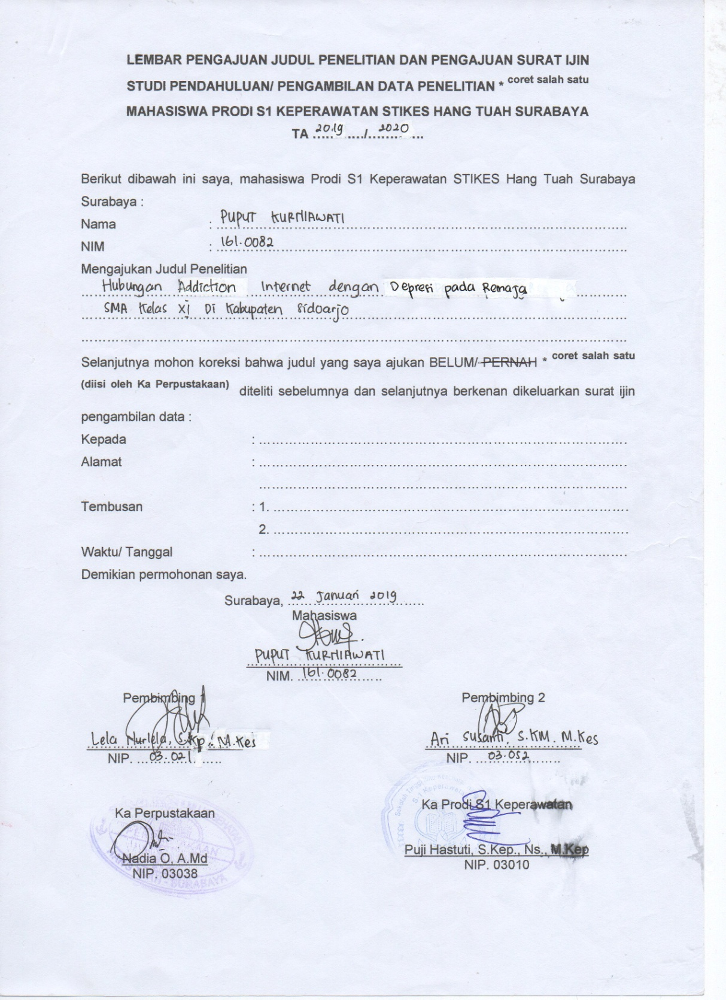 LEMBAR PENGAJUAN JUDUL PENELITIAN DAN PENGAJUAN SURAT IJIN
STUDI PENDAHULUAN/ PENGAMBILAN DATA PENELITIAN * coret salah satu
MAHASISWA PRODI S1 KEPERAWATAN STIKES HANG TUAH SURABAYA
TA 2019 / 2020
Berikut dibawah ini saya, mahasiswa Prodi S1 Keperawatan STIKES Hang Tuah Surabaya
Surabaya :
Nama : PUPUT KURNIAWATI
NIM : 161.0082
Mengajukan Judul Penelitian
Hubungan Addiction Internet dengan Depresi pada Remaja
SMA Kelas XI Di Kabupaten Sidoarjo
Selanjutnya mohon koreksi bahwa judul yang saya ajukan BELUM/ PERNAH * coret salah satu
(diisi oleh Ka Perpustakaan) diteliti sebelumnya dan selanjutnya berkenan dikeluarkan surat ijin
pengambilan data :
Kepada :
Alamat :
Tembusan : 1.
2.
Waktu/ Tanggal :
Demikian permohonan saya.
Surabaya, 22 Januari 2019
Mahasiswa
PUPUT KURNIAWATI
NIM. 161.0082
Pembimbing 1 Pembimbing 2
Lela Nurlela, S.Kp., M.Kes Ari Susanti, S.KM. M.Kes
NIP. 03.021 NIP. 03.052
Ka Perpustakaan Ka Prodi S1 Keperawatan
Nadia O, A.Md Puji Hastuti, S.Kep., Ns., M.Kep
NIP. 03038 NIP. 03010